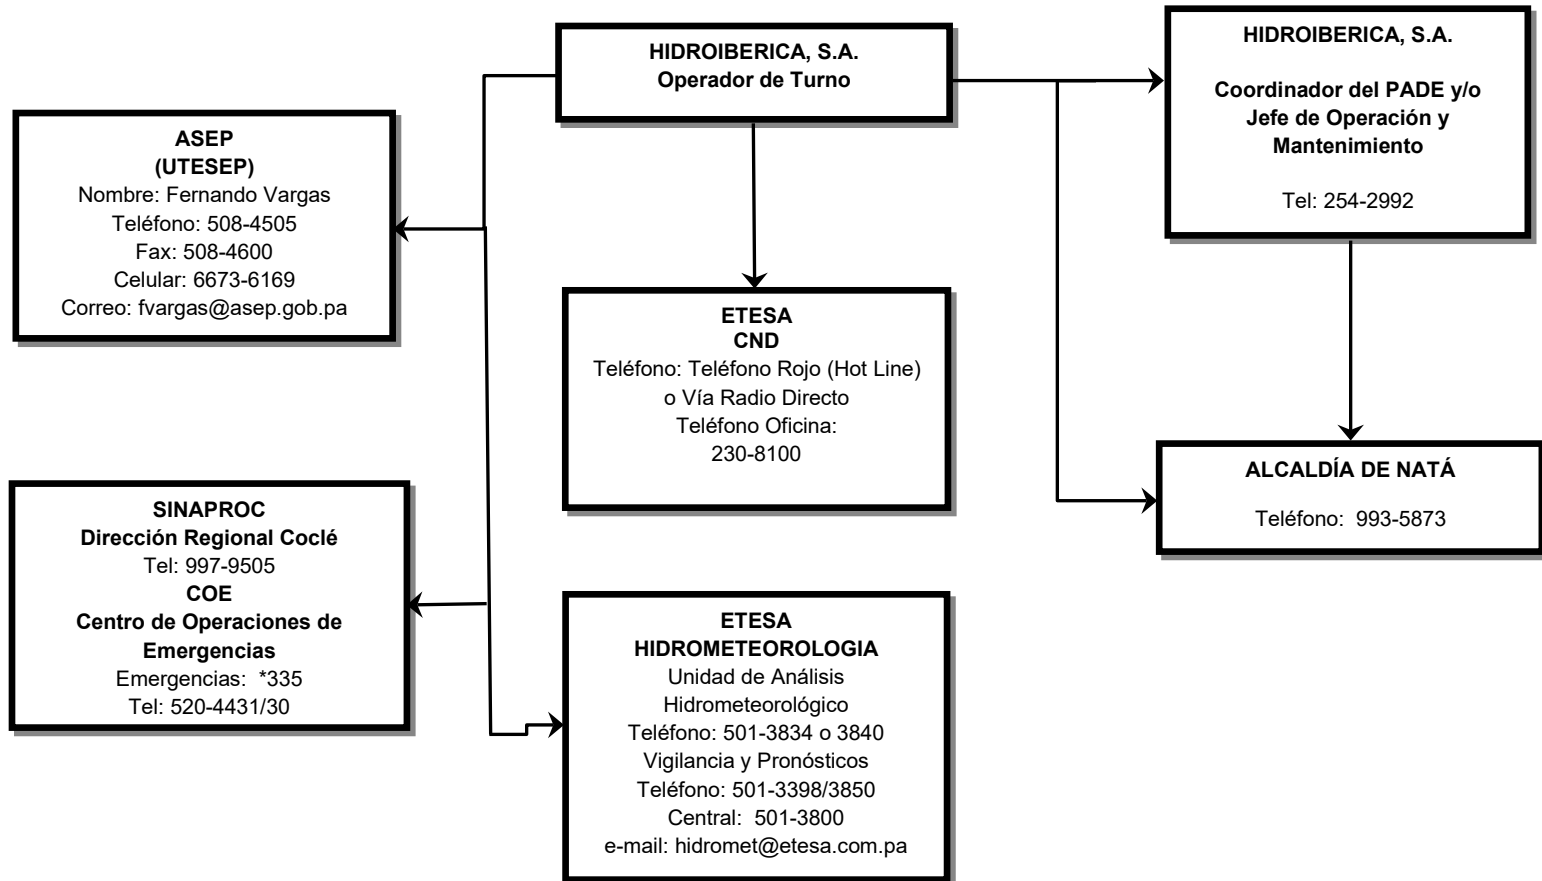 HIDROIBERICA, S.A.
Operador de Turno
HIDROIBERICA, S.A.
Coordinador del PADE y/o
Jefe de Operación y
Mantenimiento
Tel: 254-2992
ASEP
(UTESEP)
Nombre: Fernando Vargas
Teléfono: 508-4505
Fax: 508-4600
Celular: 6673-6169
Correo: fvargas@asep.gob.pa
ETESA
CND
Teléfono: Teléfono Rojo (Hot Line)
o Vía Radio Directo
Teléfono Oficina:
230-8100
ALCALDÍA DE NATÁ
Teléfono:  993-5873
SINAPROC
Dirección Regional Coclé
Tel: 997-9505
COE
Centro de Operaciones de
Emergencias
Emergencias:  *335
Tel: 520-4431/30
ETESA
HIDROMETEOROLOGIA
Unidad de Análisis
Hidrometeorológico
Teléfono: 501-3834 o 3840
Vigilancia y Pronósticos
Teléfono: 501-3398/3850
Central:  501-3800
e-mail: hidromet@etesa.com.pa